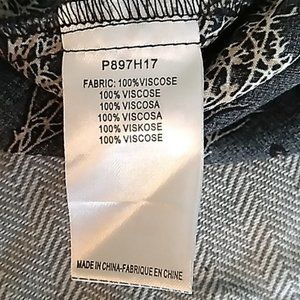 P897H17
FABRIC: 100%VISCOSE
100% VISCOSE
100% VISCOSA
100% VISCOSA
100% VISKOSE
100% VISCOSE
MADE IN CHINA-FABRIQUE EN CHINE